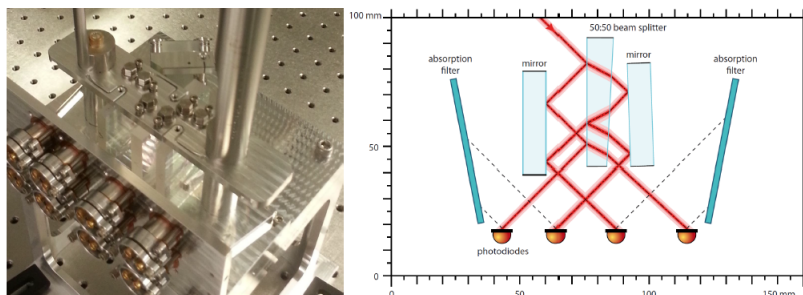 100 mm
50:50 beam splitter
absorption
filter
mirror
mirror
absorption
filter
50
photodiodes
0
0
50
100
150 mm